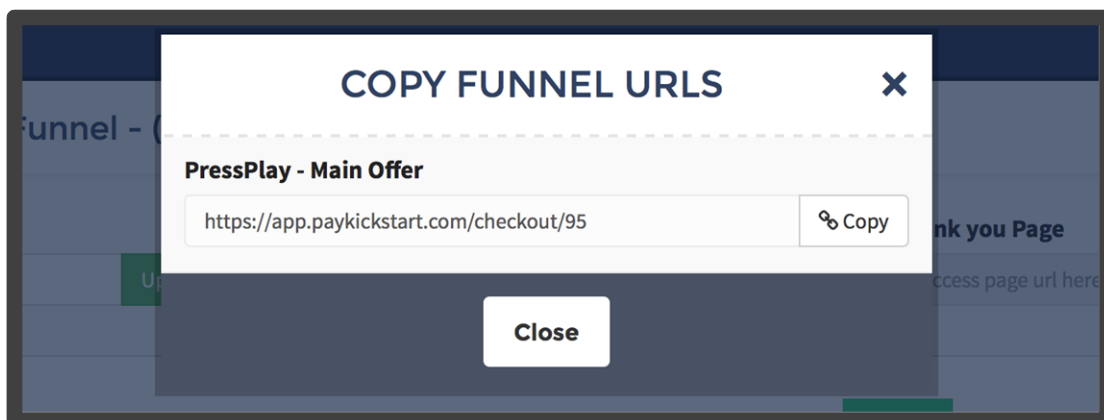 COPY FUNNEL URLS
Funnel - (
PressPlay - Main Offer
https://app.paykickstart.com/checkout/95
Copy
nk you Page
Up
ccess page url here
Close